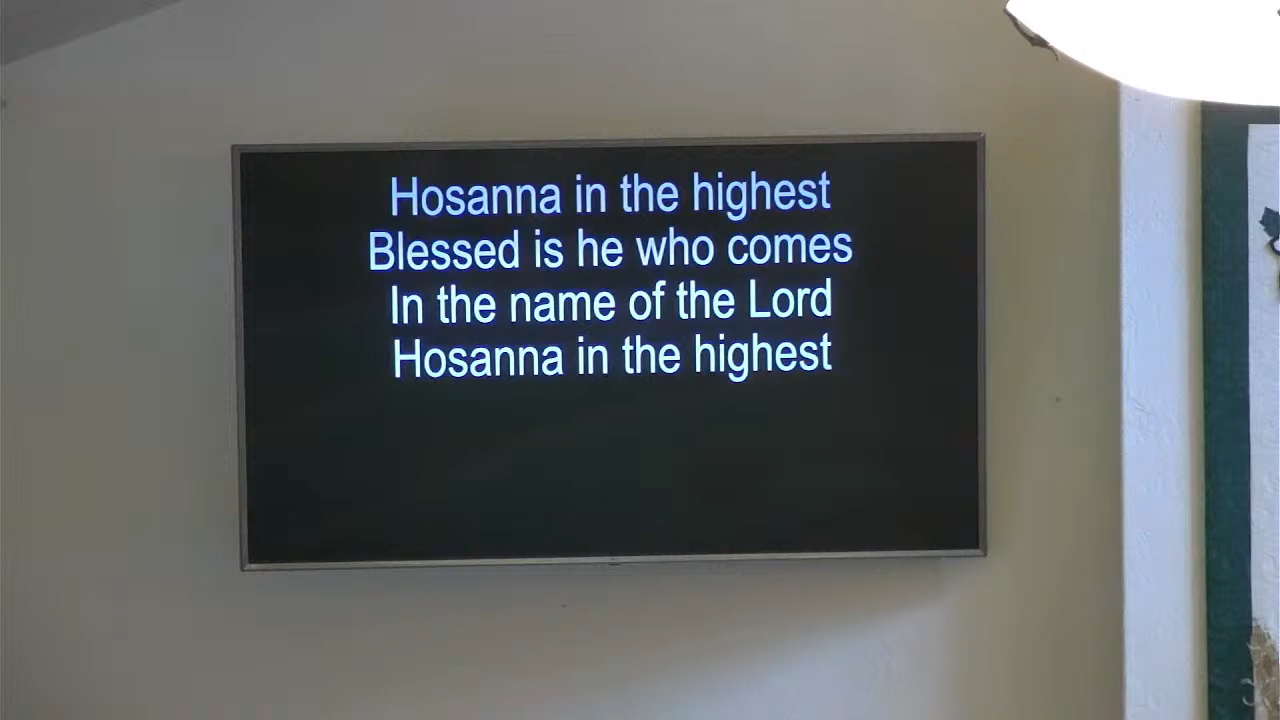 Hosanna in the highest
Blessed is he who comes
In the name of the Lord
Hosanna in the highest